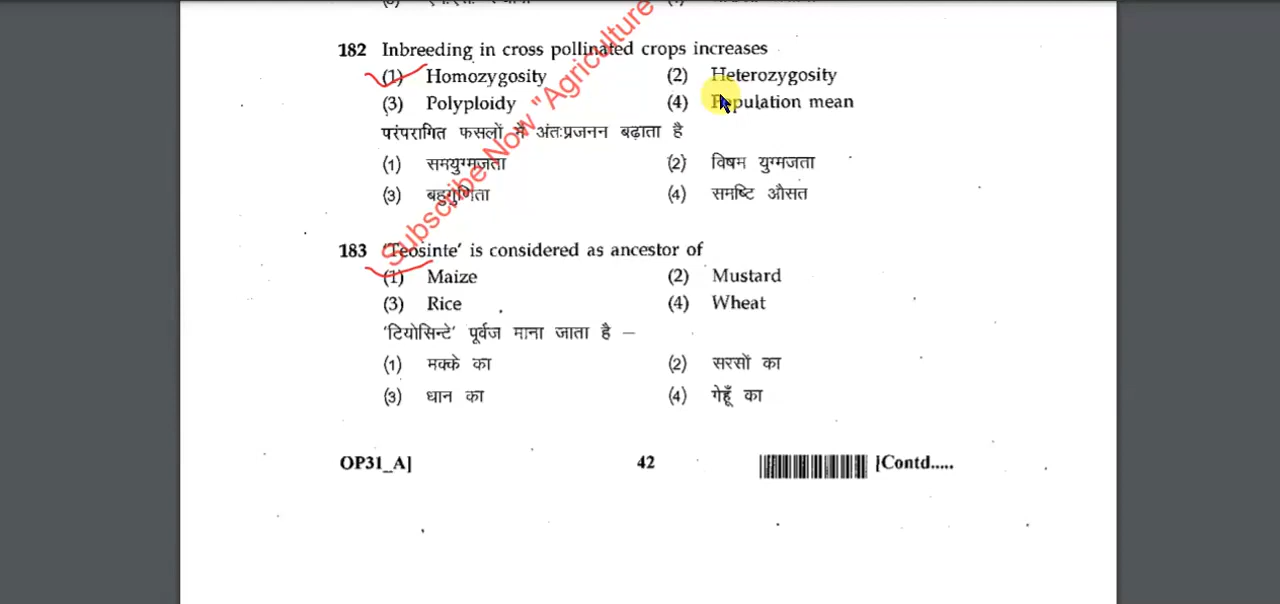 182 Inbreeding in cross pollinated crops increases
(1) Homozygosity (2) Heterozygosity
(3) Polyploidy (4) Population mean
परंपरागित फसलों में अंतःप्रजनन बढ़ाता है
(1) समयुग्मजता (2) विषम युग्मजता
(3) बहुगुणिता (4) समष्टि औसत
Subscribe Now "Agriculture
183 'Teosinte' is considered as ancestor of
(1) Maize (2) Mustard
(3) Rice (4) Wheat
'टियोसिन्टे' पूर्वज माना जाता है –
(1) मक्के का (2) सरसों का
(3) धान का (4) गेहूँ का
OP31_A] 42 [Contd.....